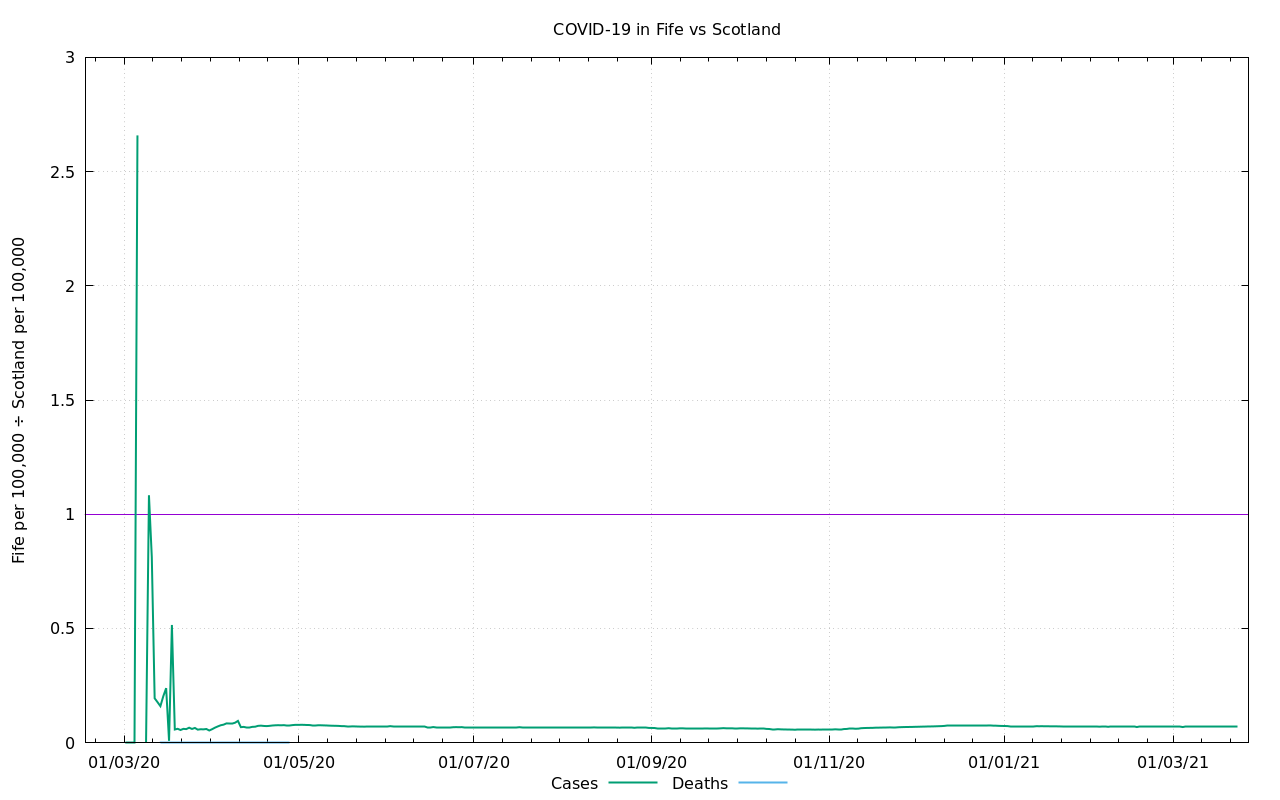 COVID-19 in Fife vs Scotland
Fife per 100,000 ÷ Scotland per 100,000
3
2.5
2
1.5
1
0.5
0
01/03/20 01/05/20 01/07/20 01/09/20 01/11/20 01/01/21 01/03/21
Cases Deaths